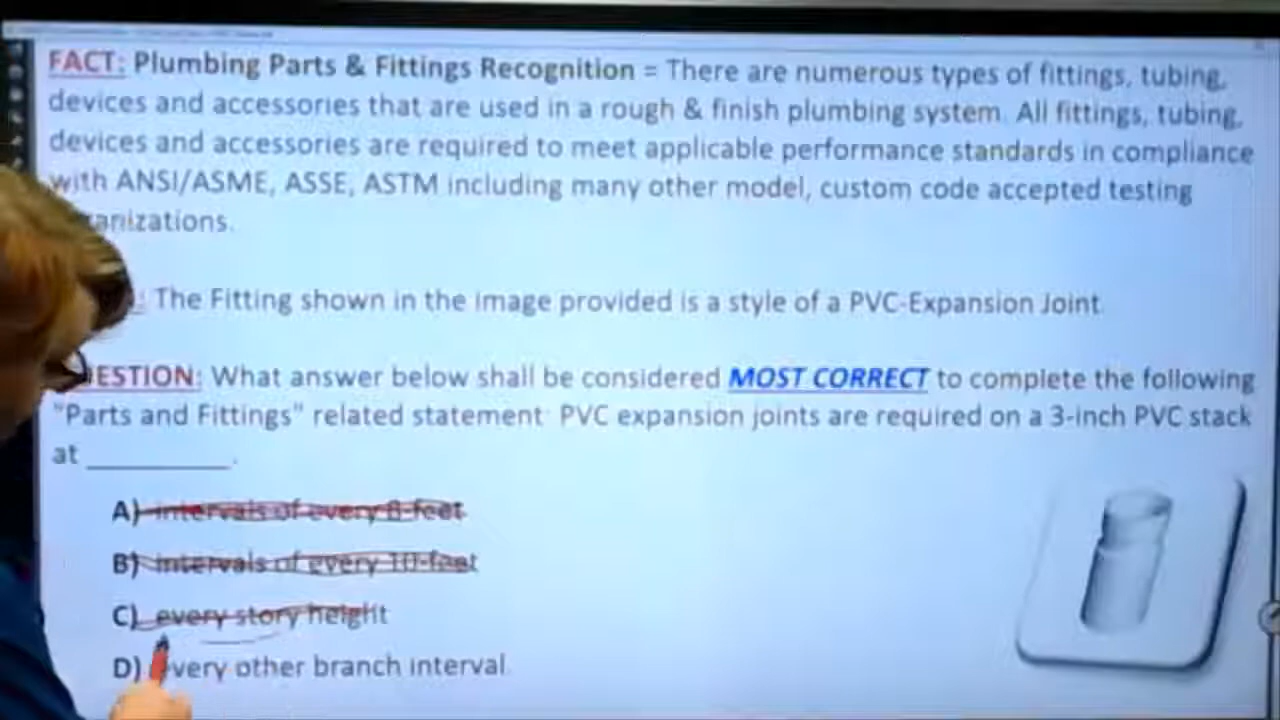 FACT: Plumbing Parts & Fittings Recognition = There are numerous types of fittings, tubing,
devices and accessories that are used in a rough & finish plumbing system. All fittings, tubing,
devices and accessories are required to meet applicable performance standards in compliance
with ANSI/ASME, ASSE, ASTM including many other model, custom code accepted testing
anizations.
: The Fitting shown in the image provided is a style of a PVC-Expansion Joint.
ESTION: What answer below shall be considered MOST CORRECT to complete the following
"Parts and Fittings" related statement: PVC expansion joints are required on a 3-inch PVC stack
at __________.
A) intervals of every 8-feet
B) intervals of every 10-feet
C) every story height
D) every other branch interval.